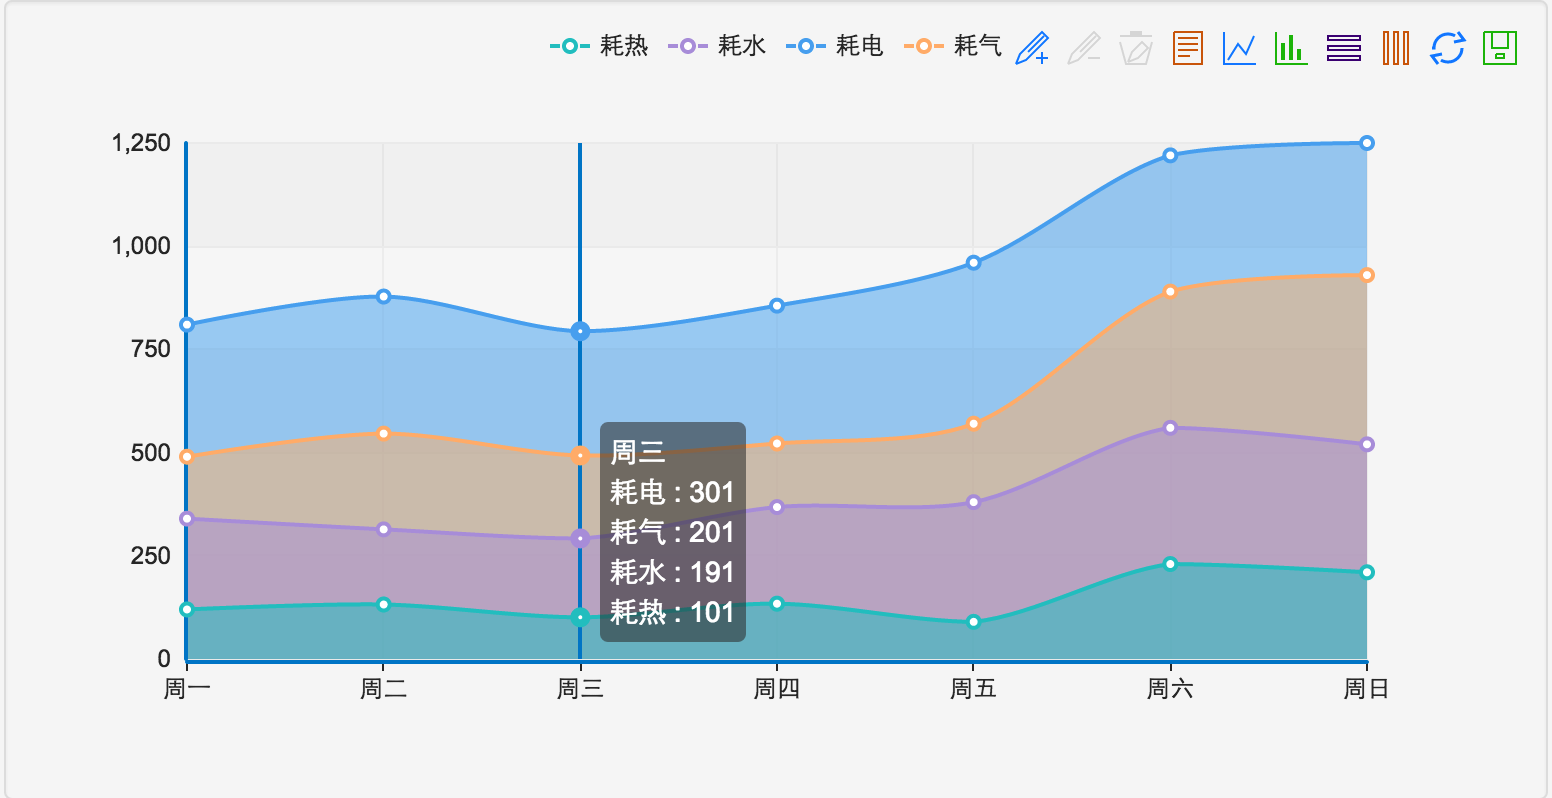 耗热 耗水 耗电 耗气
1,250
1,000
750
500
250
0
周三
耗电 : 301
耗气 : 201
耗水 : 191
耗热 : 101
周一 周二 周三 周四 周五 周六 周日